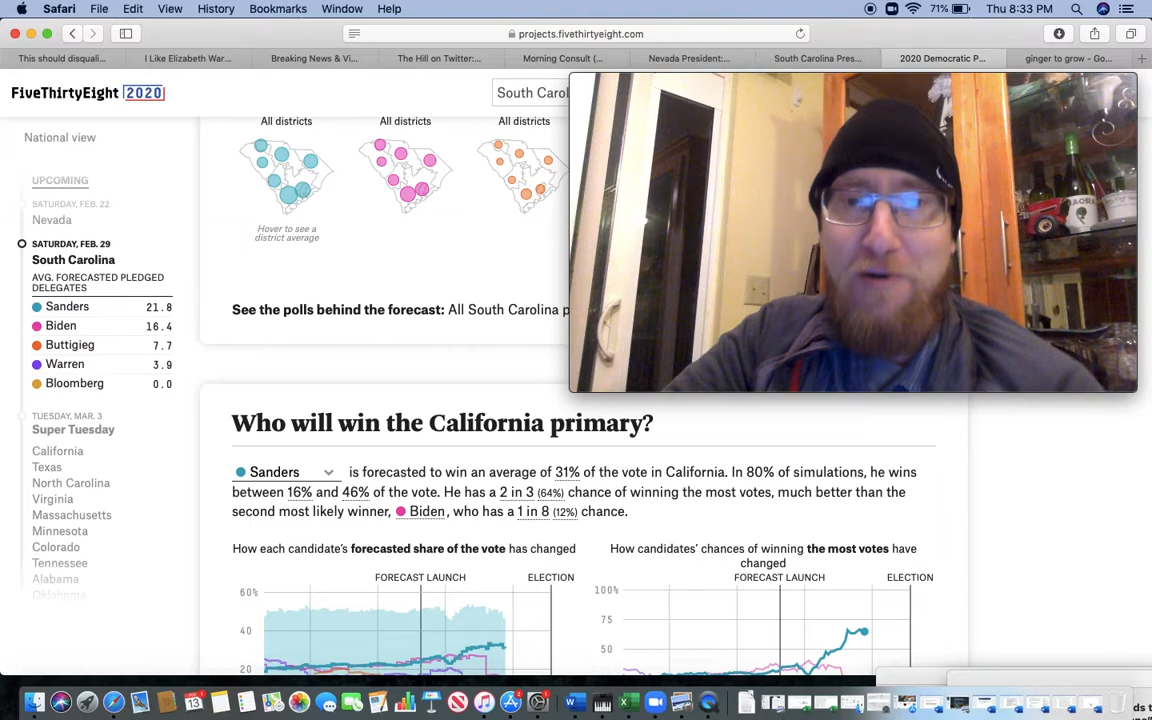 Safari File Edit View History Bookmarks Window Help 71% Thu 8:33 PM
projects.fivethirtyeight.com
This should disquali... I Like Elizabeth War... Breaking News & Vi... The Hill on Twitter:... Morning Consult (... Nevada President:... South Carolina Pres... 2020 Democratic P... ginger to grow - Go...
FiveThirtyEight 2020
South Carol
National view
All districts All districts All districts
UPCOMING
SATURDAY, FEB. 22
Nevada
SATURDAY, FEB. 29
South Carolina
AVG. FORECASTED PLEDGED
DELEGATES
Sanders 21.8
Biden 16.4
Buttigieg 7.7
Warren 3.9
Bloomberg 0.0
TUESDAY, MAR. 3
Super Tuesday
California
Texas
North Carolina
Virginia
Massachusetts
Minnesota
Colorado
Tennessee
Alabama
Oklahoma
Hover to see a
district average
See the polls behind the forecast: All South Carolina p
Who will win the California primary?
Sanders is forecasted to win an average of 31% of the vote in California. In 80% of simulations, he wins
between 16% and 46% of the vote. He has a 2 in 3 (64%) chance of winning the most votes, much better than the
second most likely winner, Biden, who has a 1 in 8 (12%) chance.
How each candidate's forecasted share of the vote has changed
FORECAST LAUNCH ELECTION
60%
40
20
How candidates' chances of winning the most votes have
changed
FORECAST LAUNCH ELECTION
100%
75
50